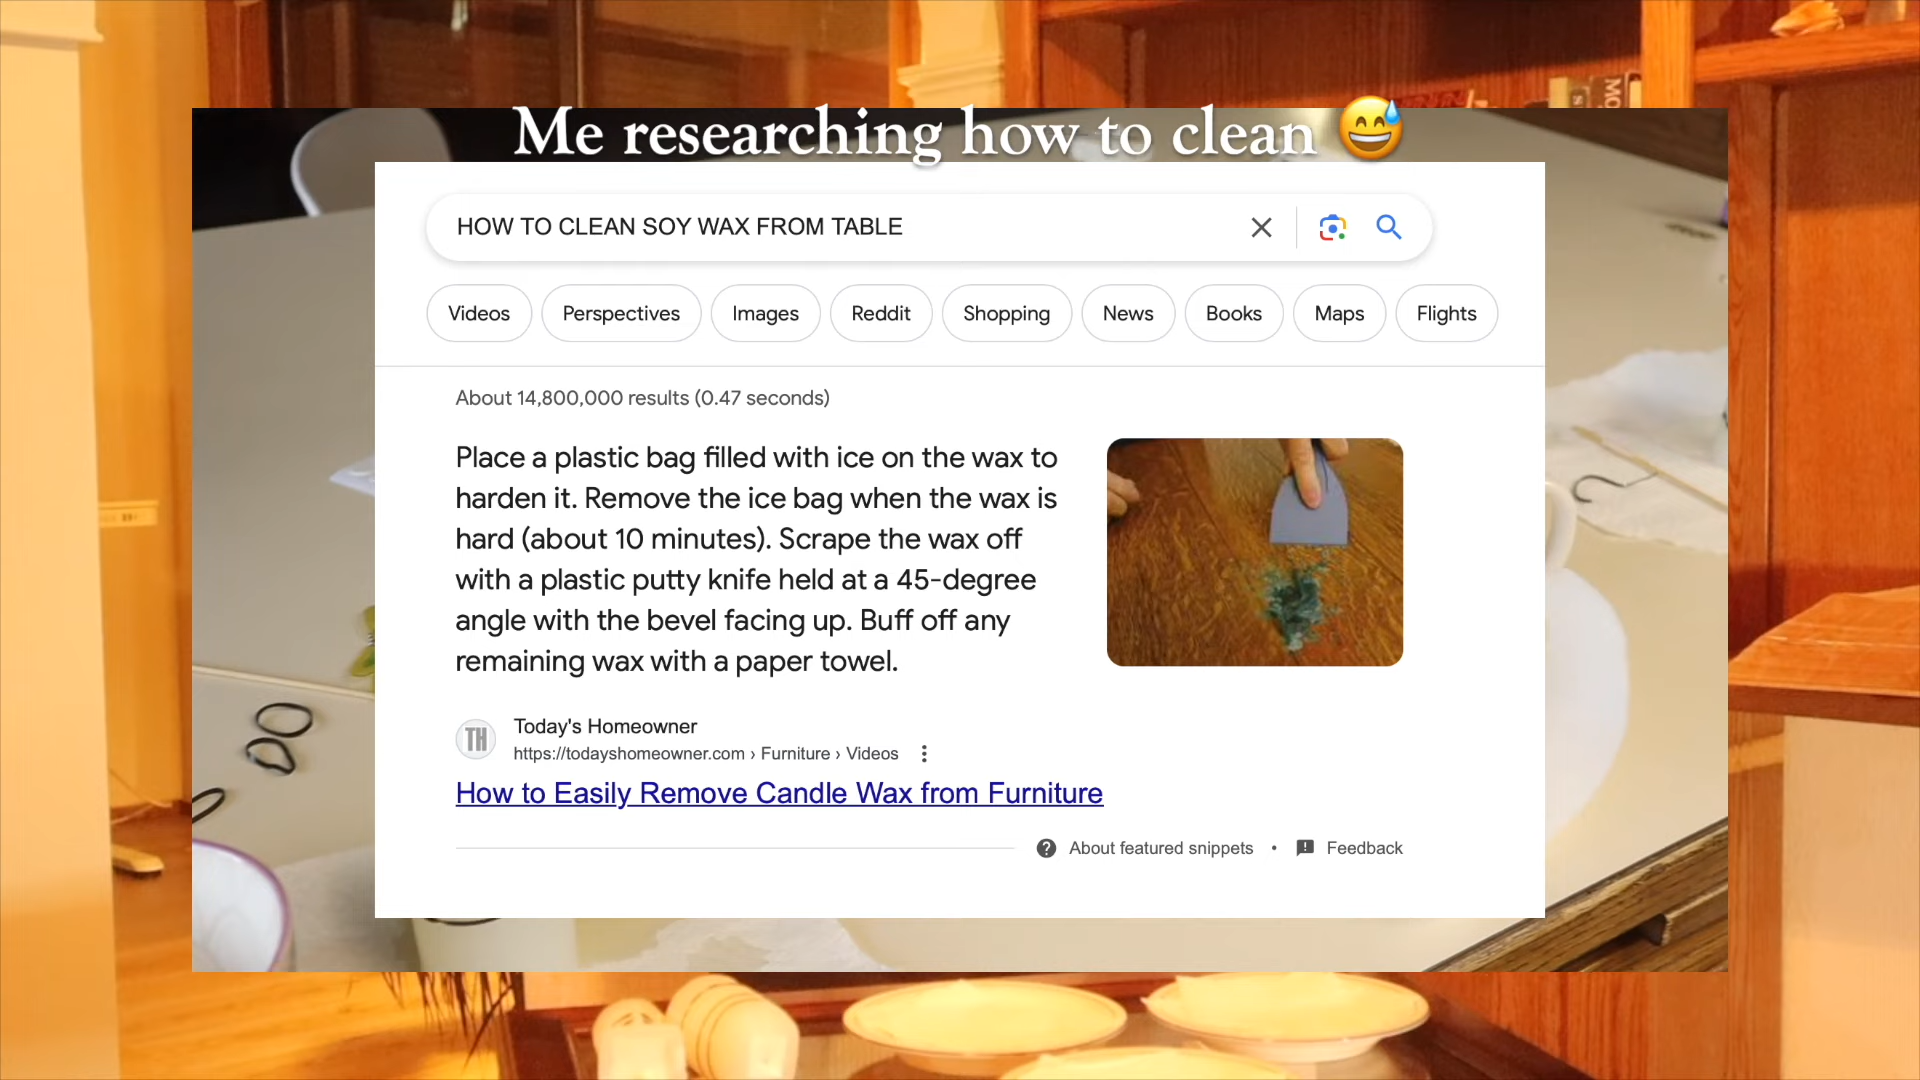 Me researching how to clean 😅
HOW TO CLEAN SOY WAX FROM TABLE
Videos
Perspectives
Images
Reddit
Shopping
News
Books
Maps
Flights
About 14,800,000 results (0.47 seconds)
Place a plastic bag filled with ice on the wax to
harden it. Remove the ice bag when the wax is
hard (about 10 minutes). Scrape the wax off
with a plastic putty knife held at a 45-degree
angle with the bevel facing up. Buff off any
remaining wax with a paper towel.
TH
Today's Homeowner
https://todayshomeowner.com › Furniture › Videos
How to Easily Remove Candle Wax from Furniture
About featured snippets • Feedback